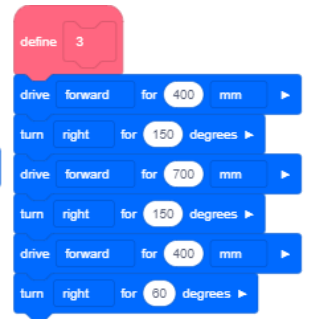 define 3
drive forward for 400 mm
turn right for 150 degrees
drive forward for 700 mm
turn right for 150 degrees
drive forward for 400 mm
turn right for 60 degrees